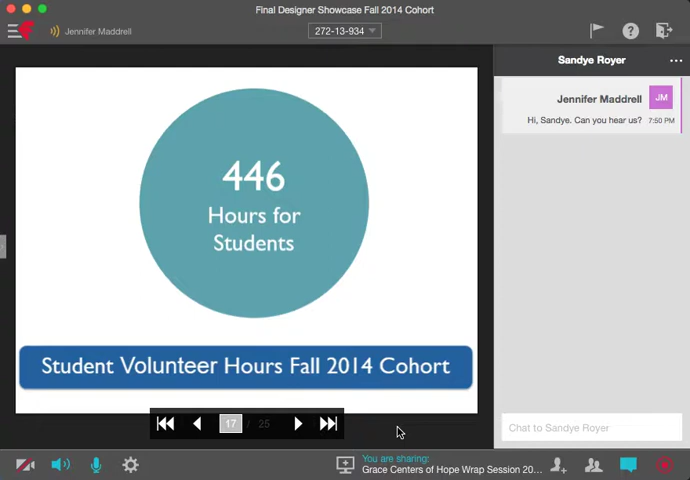 Final Designer Showcase Fall 2014 Cohort
Jennifer Maddrell
272-13-934
Sandye Royer
Jennifer Maddrell
JM
Hi, Sandye. Can you hear us?
7:50 PM
446
Hours for
Students
Student Volunteer Hours Fall 2014 Cohort
17 / 25
Chat to Sandye Royer
You are sharing:
Grace Centers of Hope Wrap Session 20...